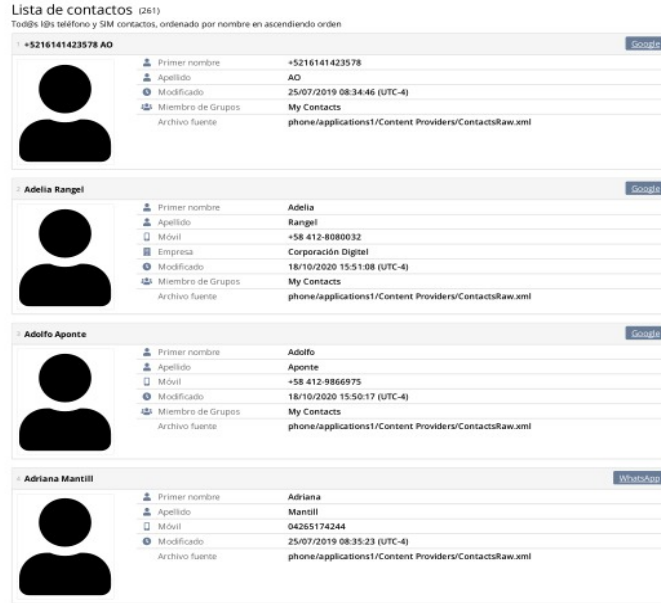 Lista de contactos (261)
Tod@s l@s teléfono y SIM contactos, ordenado por nombre en ascendiendo orden
1 +5216141423578 AO Google
Primer nombre +5216141423578
Apellido AO
Modificado 25/07/2019 08:34:46 (UTC-4)
Miembro de Grupos My Contacts
Archivo fuente phone/applications1/Content Providers/ContactsRaw.xml
2 Adelia Rangel Google
Primer nombre Adelia
Apellido Rangel
Móvil +58 412-8080032
Empresa Corporación Digitel
Modificado 18/10/2020 15:51:08 (UTC-4)
Miembro de Grupos My Contacts
Archivo fuente phone/applications1/Content Providers/ContactsRaw.xml
3 Adolfo Aponte Google
Primer nombre Adolfo
Apellido Aponte
Móvil +58 412-9866975
Modificado 18/10/2020 15:50:17 (UTC-4)
Miembro de Grupos My Contacts
Archivo fuente phone/applications1/Content Providers/ContactsRaw.xml
4 Adriana Mantill WhatsApp
Primer nombre Adriana
Apellido Mantill
Móvil 04265174244
Modificado 25/07/2019 08:35:23 (UTC-4)
Archivo fuente phone/applications1/Content Providers/ContactsRaw.xml